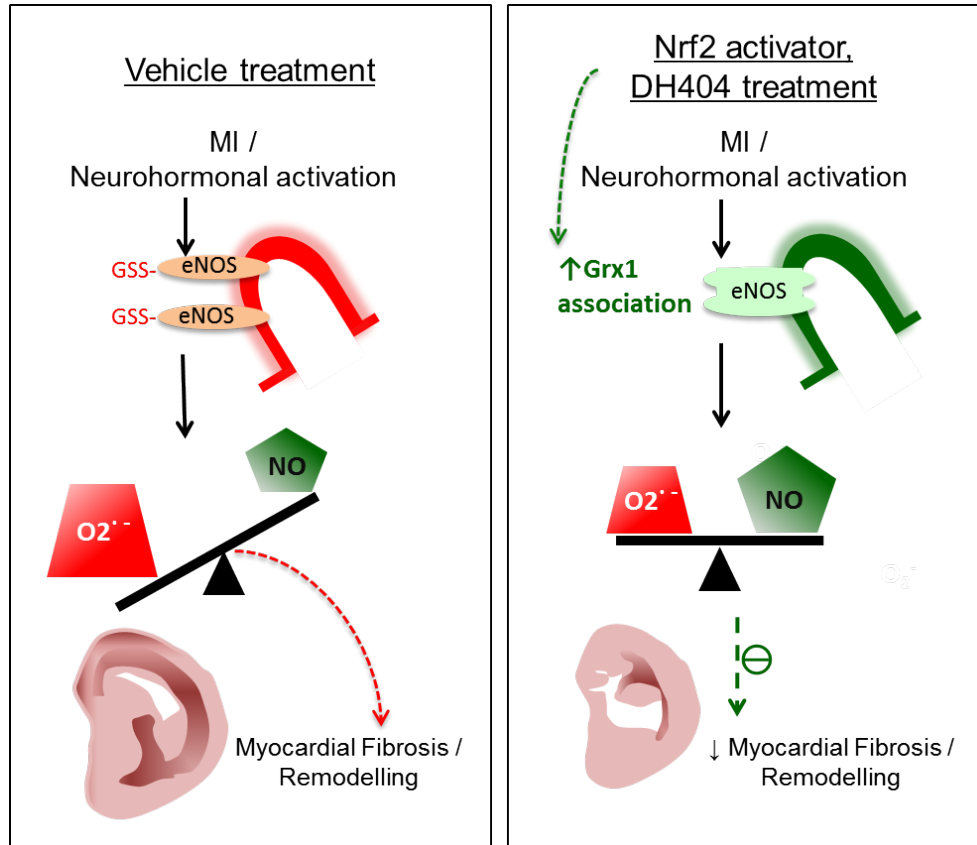 Vehicle treatment
MI /
Neurohormonal activation
GSS- eNOS
GSS- eNOS
NO
O2˙ -
Myocardial Fibrosis /
Remodelling
Nrf2 activator,
DH404 treatment
MI /
Neurohormonal activation
↑Grx1
association
eNOS
O2˙ -
NO
O₂˙-
↓ Myocardial Fibrosis /
Remodelling